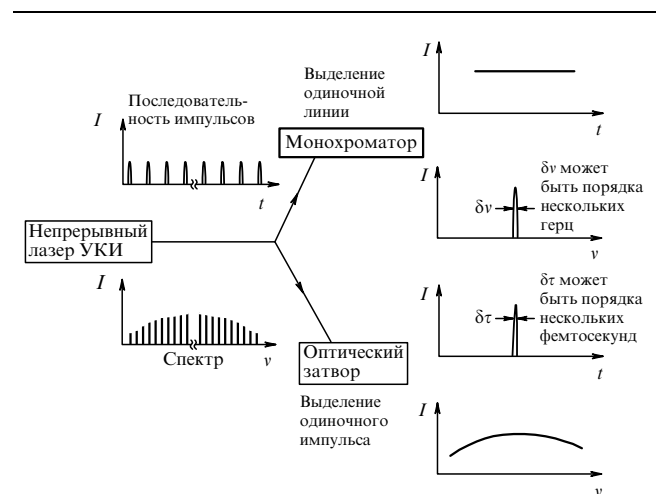 Выделение
одиночной
линии
Последователь-
ность импульсов
I
t
Монохроматор
I
t
I
δν
δν может
быть порядка
нескольких
герц
ν
Непрерывный
лазер УКИ
I
Спектр
ν
Оптический
затвор
Выделение
одиночного
импульса
I
δτ
δτ может
быть порядка
нескольких
фемтосекунд
t
I
ν